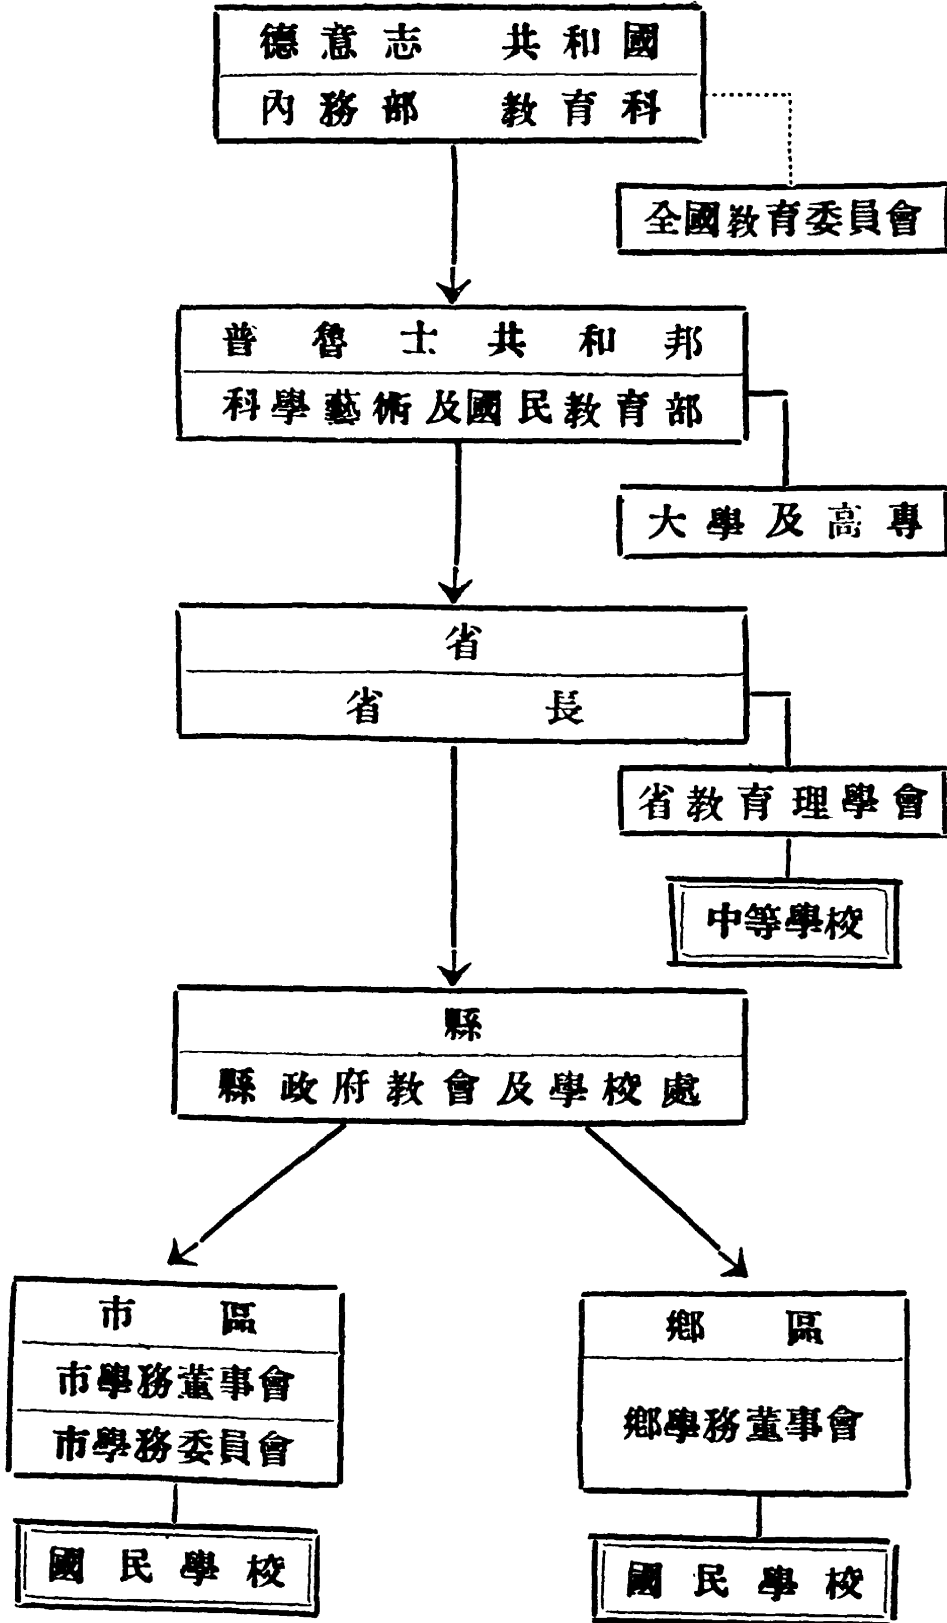 德意志 共和國
內務部 教育科
全國教育委員會
普魯士共和邦
科學藝術及國民教育部
大學及高專
省
省長
省教育理學會
中等學校
縣
縣政府教會及學校處
市區
市學務董事會
市學務委員會
國民學校
鄉區
鄉學務董事會
國民學校